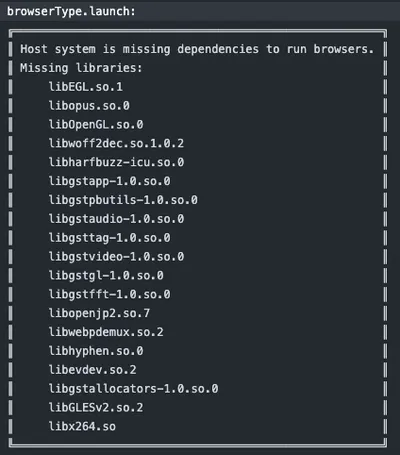 browserType.launch:
Host system is missing dependencies to run browsers.
Missing libraries:
libEGL.so.1
libopus.so.0
libOpenGL.so.0
libwoff2dec.so.1.0.2
libharfbuzz-icu.so.0
libgstapp-1.0.so.0
libgstpbutils-1.0.so.0
libgstaudio-1.0.so.0
libgsttag-1.0.so.0
libgstvideo-1.0.so.0
libgstgl-1.0.so.0
libgstfft-1.0.so.0
libopenjp2.so.7
libwebpdemux.so.2
libhyphen.so.0
libevdev.so.2
libgstallocators-1.0.so.0
libGLESv2.so.2
libx264.so